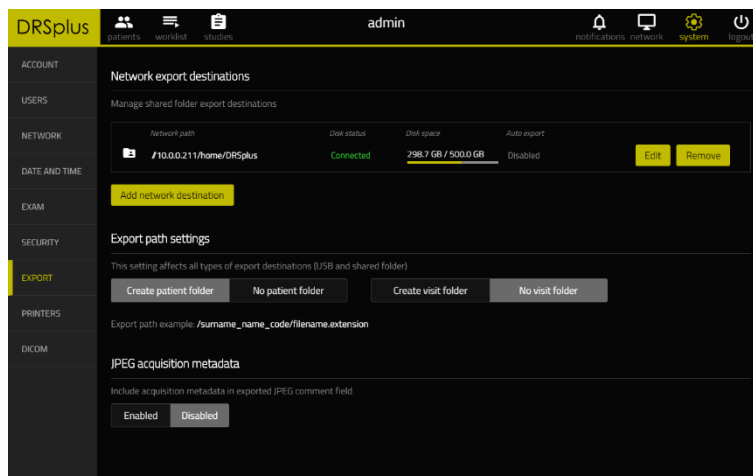 DRSplus
patients worklist studies
admin
notifications network system logout
ACCOUNT
USERS
NETWORK
DATE AND TIME
EXAM
SECURITY
EXPORT
PRINTERS
DICOM
Network export destinations
Manage shared folder export destinations
Network path Disk status Disk space Auto export
//10.0.0.211/home/DRSplus Connected 298.7 GB / 500.0 GB Disabled Edit Remove
Add network destination
Export path settings
This setting affects all types of export destinations (USB and shared folder)
Create patient folder No patient folder Create visit folder No visit folder
Export path example: /surname_name_code/filename.extension
JPEG acquisition metadata
Include acquisition metadata in exported JPEG comment field
Enabled Disabled